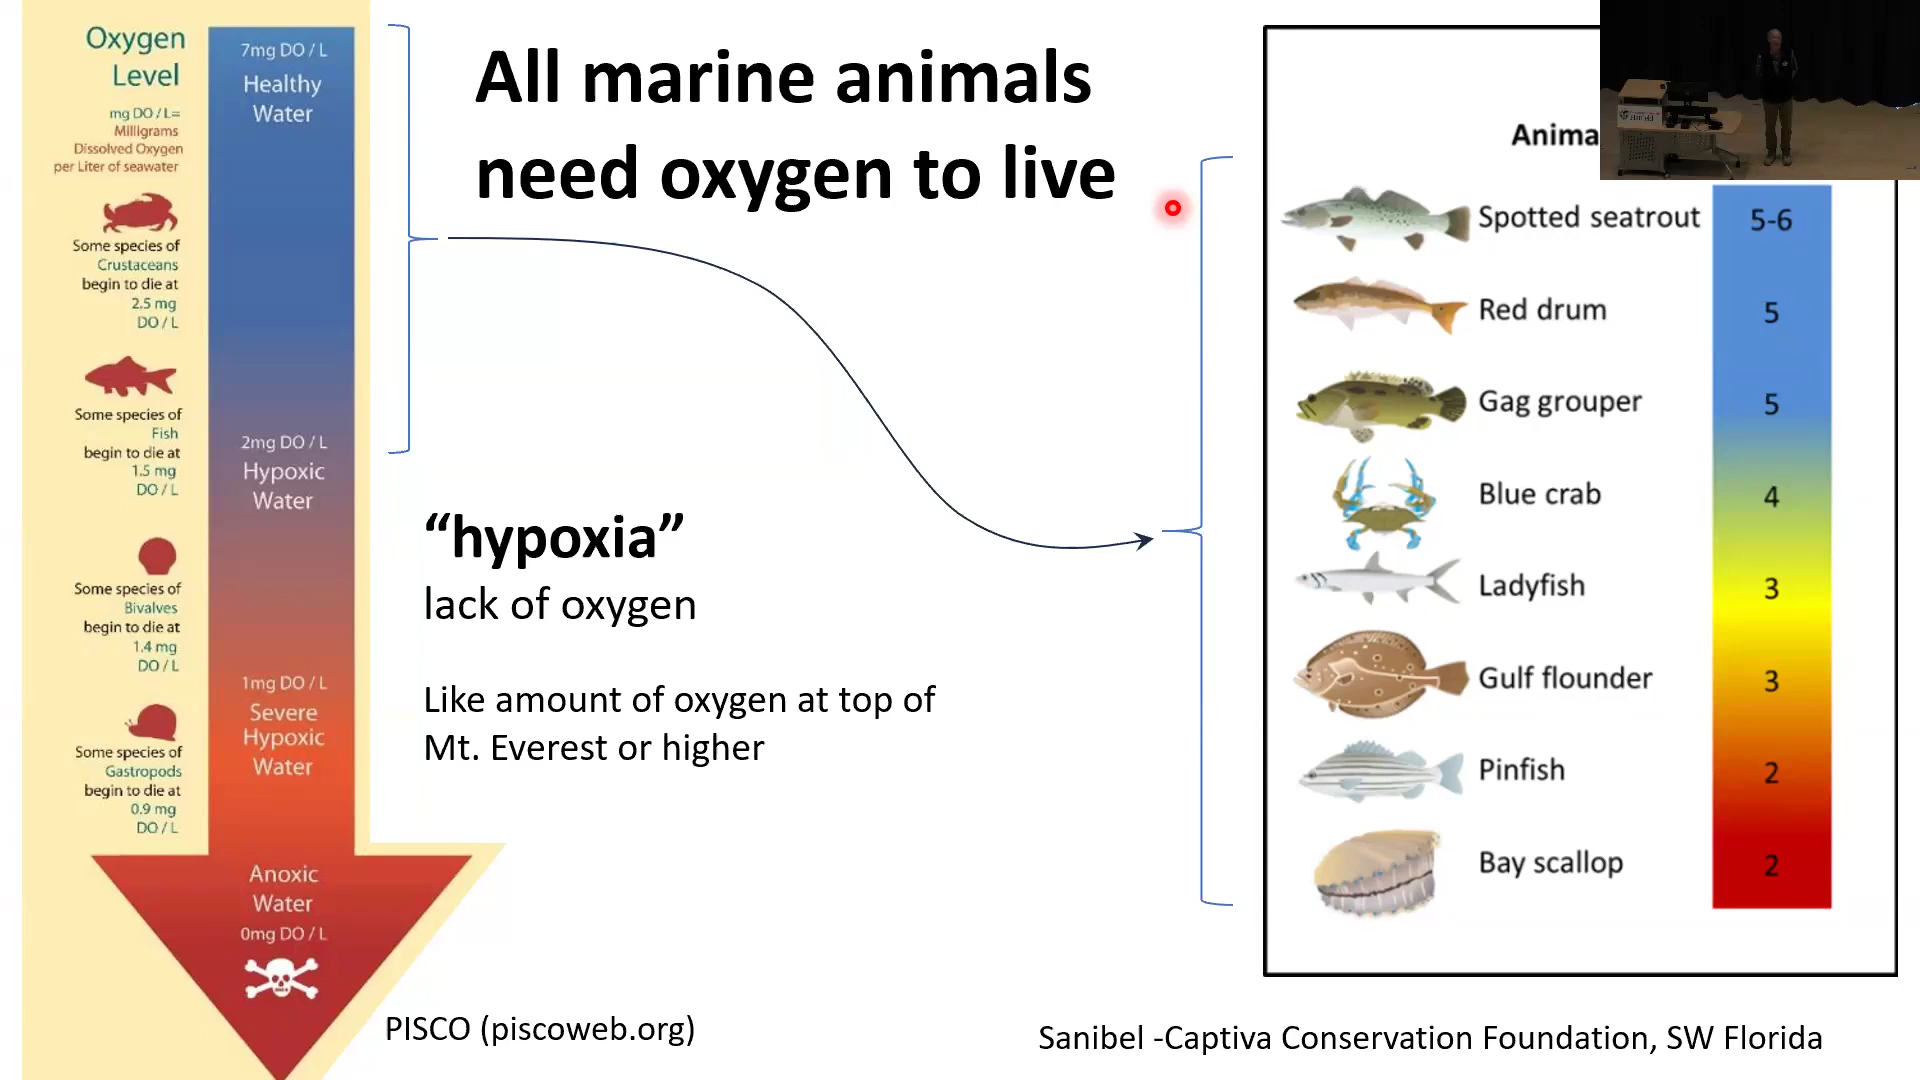 Oxygen
Level
mg DO / L=
Milligrams
Dissolved Oxygen
per Liter of seawater
Some species of
Crustaceans
begin to die at
2.5 mg
DO / L
Some species of
Fish
begin to die at
1.5 mg
DO / L
Some species of
Bivalves
begin to die at
1.4 mg
DO / L
Some species of
Gastropods
begin to die at
0.9 mg
DO / L
7mg DO / L
Healthy
Water
2mg DO / L
Hypoxic
Water
1mg DO / L
Severe
Hypoxic
Water
Anoxic
Water
0mg DO / L
All marine animals
need oxygen to live
“hypoxia”
lack of oxygen
Like amount of oxygen at top of
Mt. Everest or higher
PISCO (piscoweb.org)
Anima
Spotted seatrout 5-6
Red drum 5
Gag grouper 5
Blue crab 4
Ladyfish 3
Gulf flounder 3
Pinfish 2
Bay scallop 2
Sanibel -Captiva Conservation Foundation, SW Florida